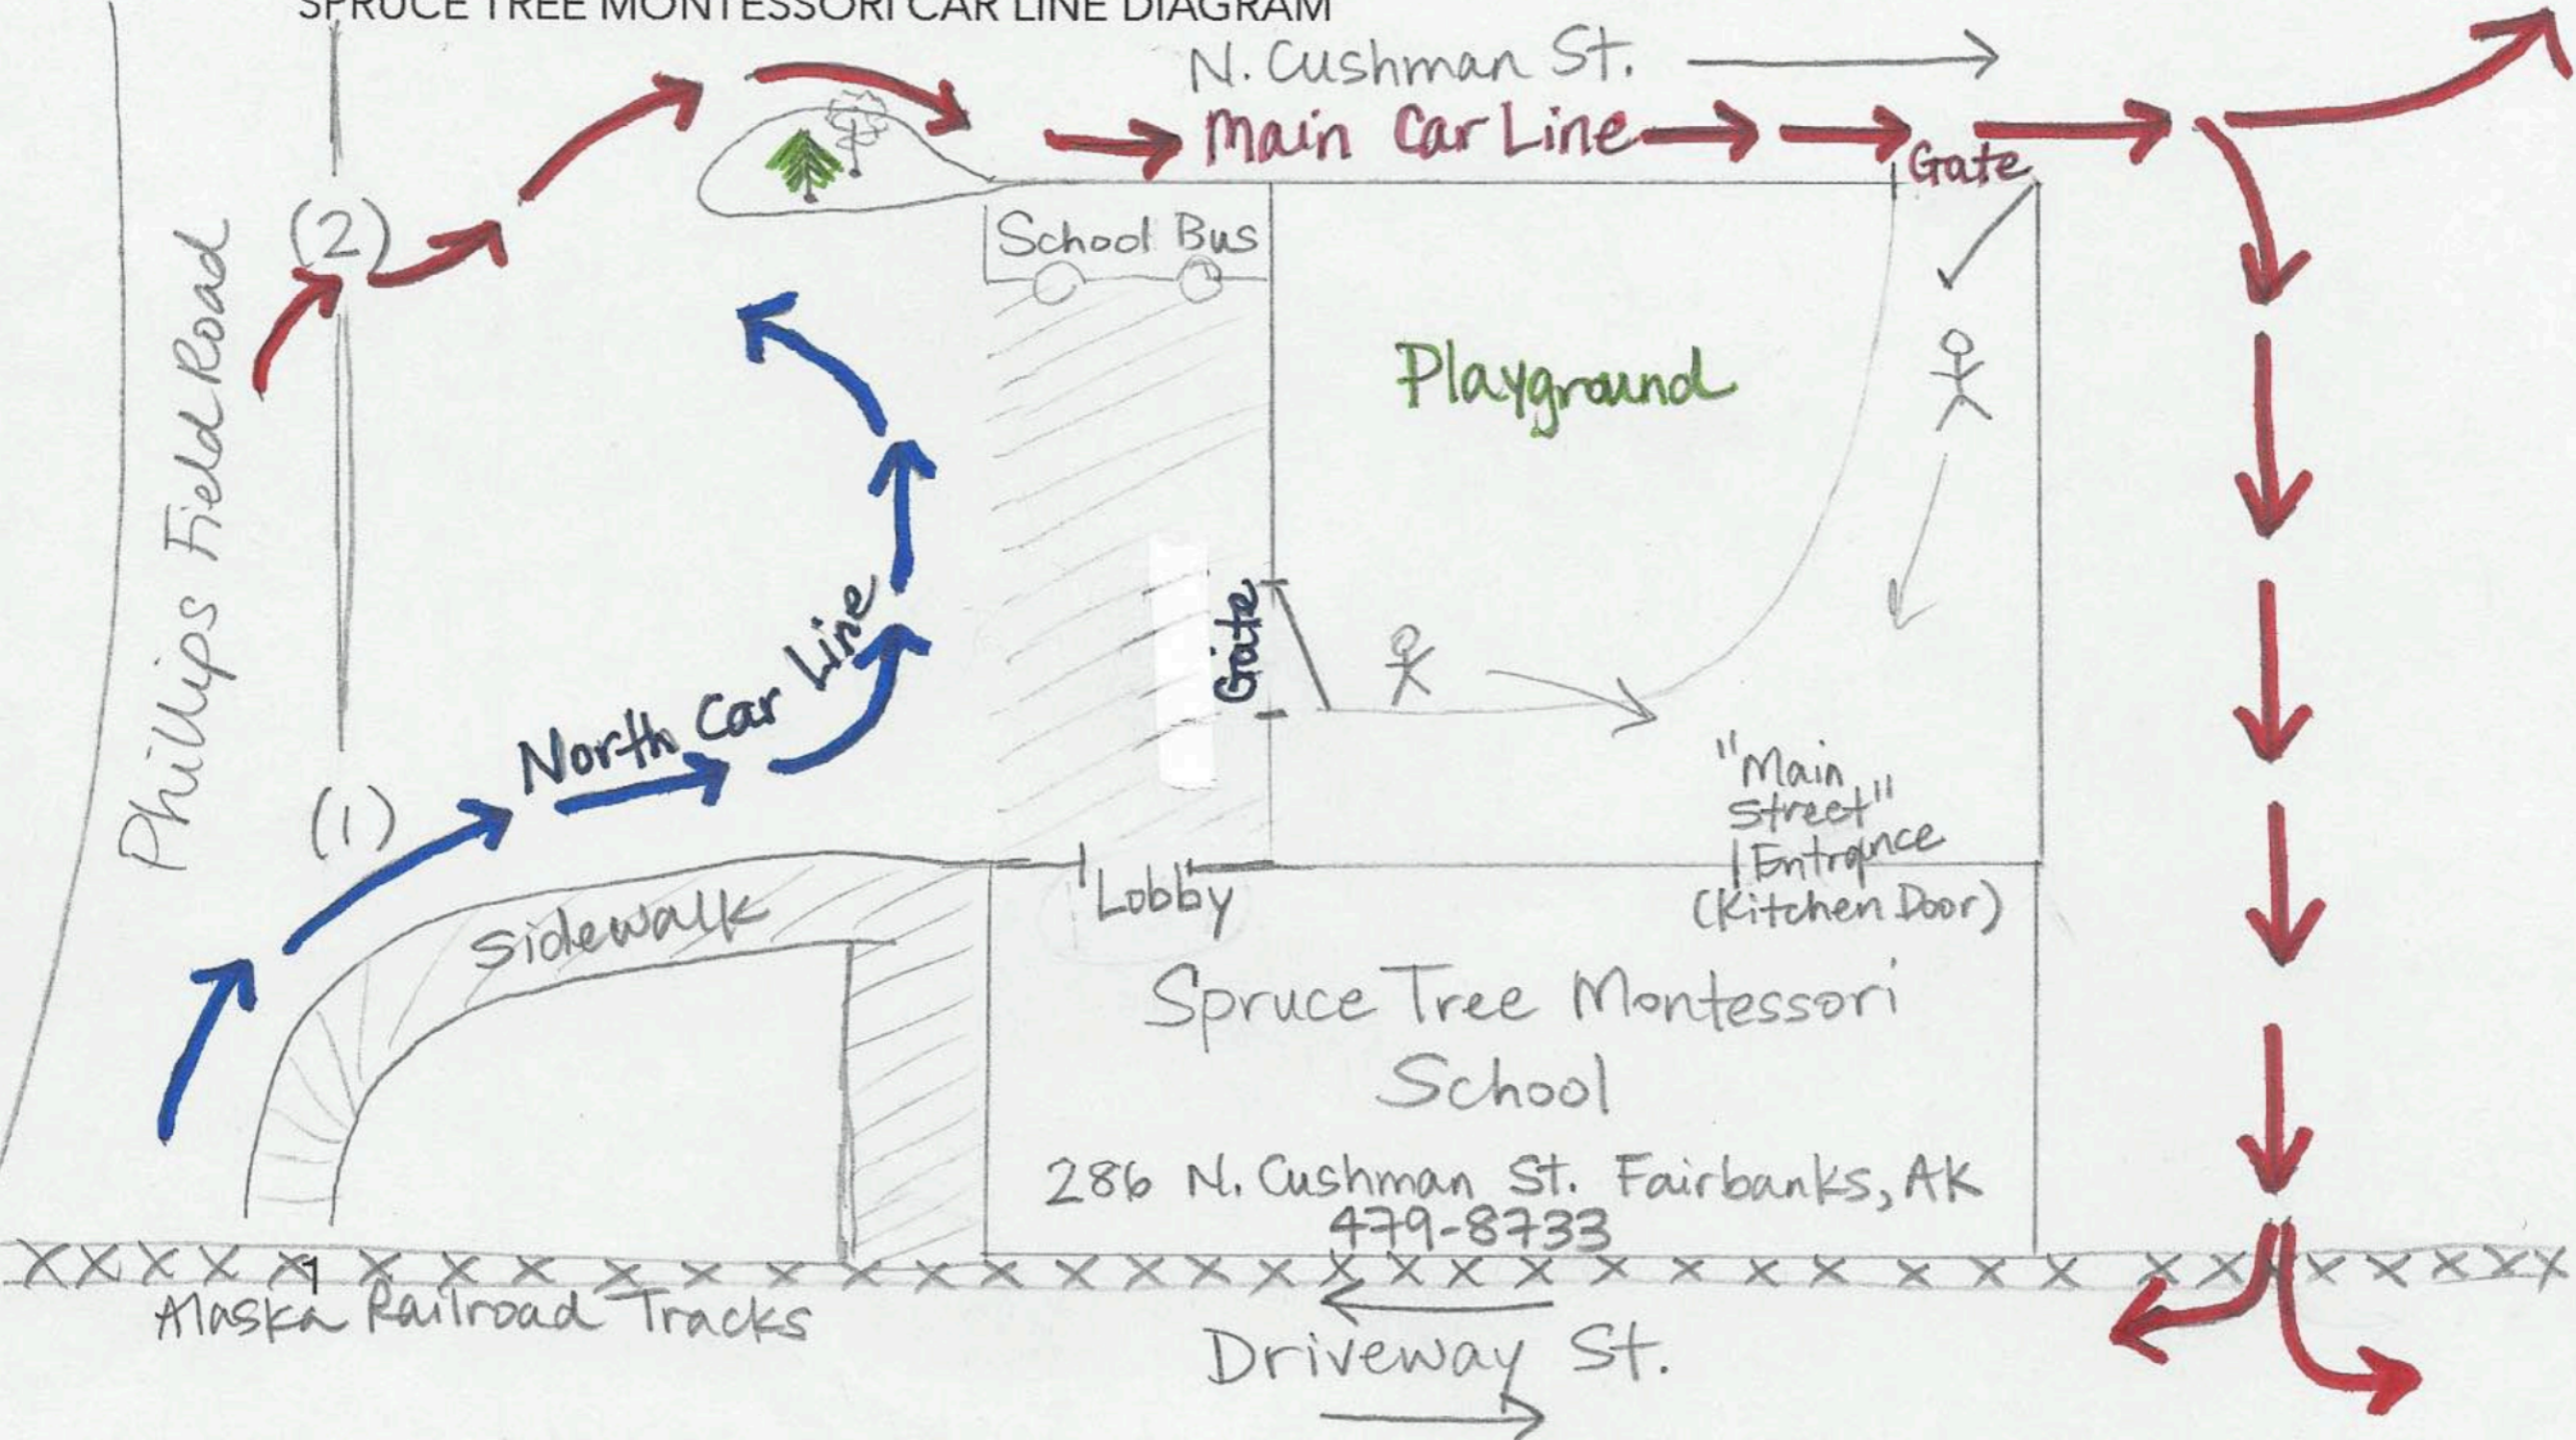 SPRUCE TREE MONTESSORI CAR LINE DIAGRAM
N. Cushman St.
Main Car Line
Gate
(2)
School Bus
Phillips Field Road
Playground
Gate
North Car Line
(1)
"Main
Street"
Entrance
(Kitchen Door)
Lobby
Sidewalk
Spruce Tree Montessori
School
286 N. Cushman St. Fairbanks, AK
479-8733
XXXXXXXXXXXXXXXXXXXXXXXXXXXXXXXXXXXXXX
1
Alaska Railroad Tracks
Driveway St.